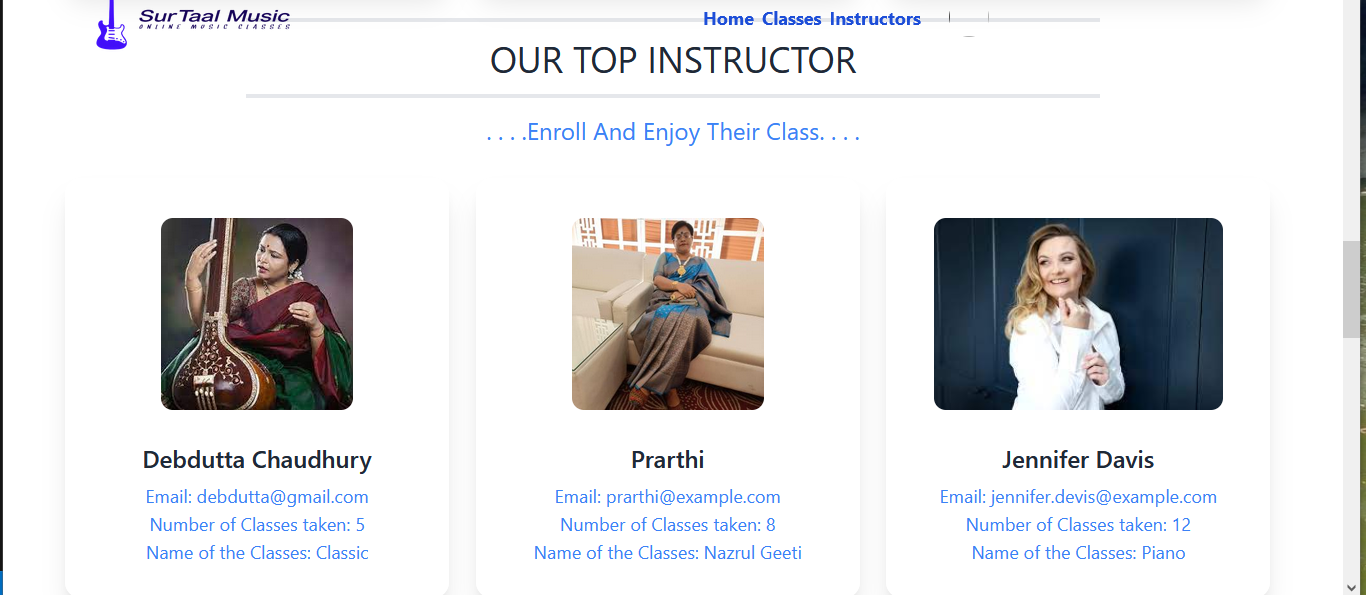 SurTaal Music
ONLINE MUSIC CLASSES
Home Classes Instructors
OUR TOP INSTRUCTOR
. . . .Enroll And Enjoy Their Class. . . .
Debdutta Chaudhury
Email: debdutta@gmail.com
Number of Classes taken: 5
Name of the Classes: Classic
Prarthi
Email: prarthi@example.com
Number of Classes taken: 8
Name of the Classes: Nazrul Geeti
Jennifer Davis
Email: jennifer.devis@example.com
Number of Classes taken: 12
Name of the Classes: Piano